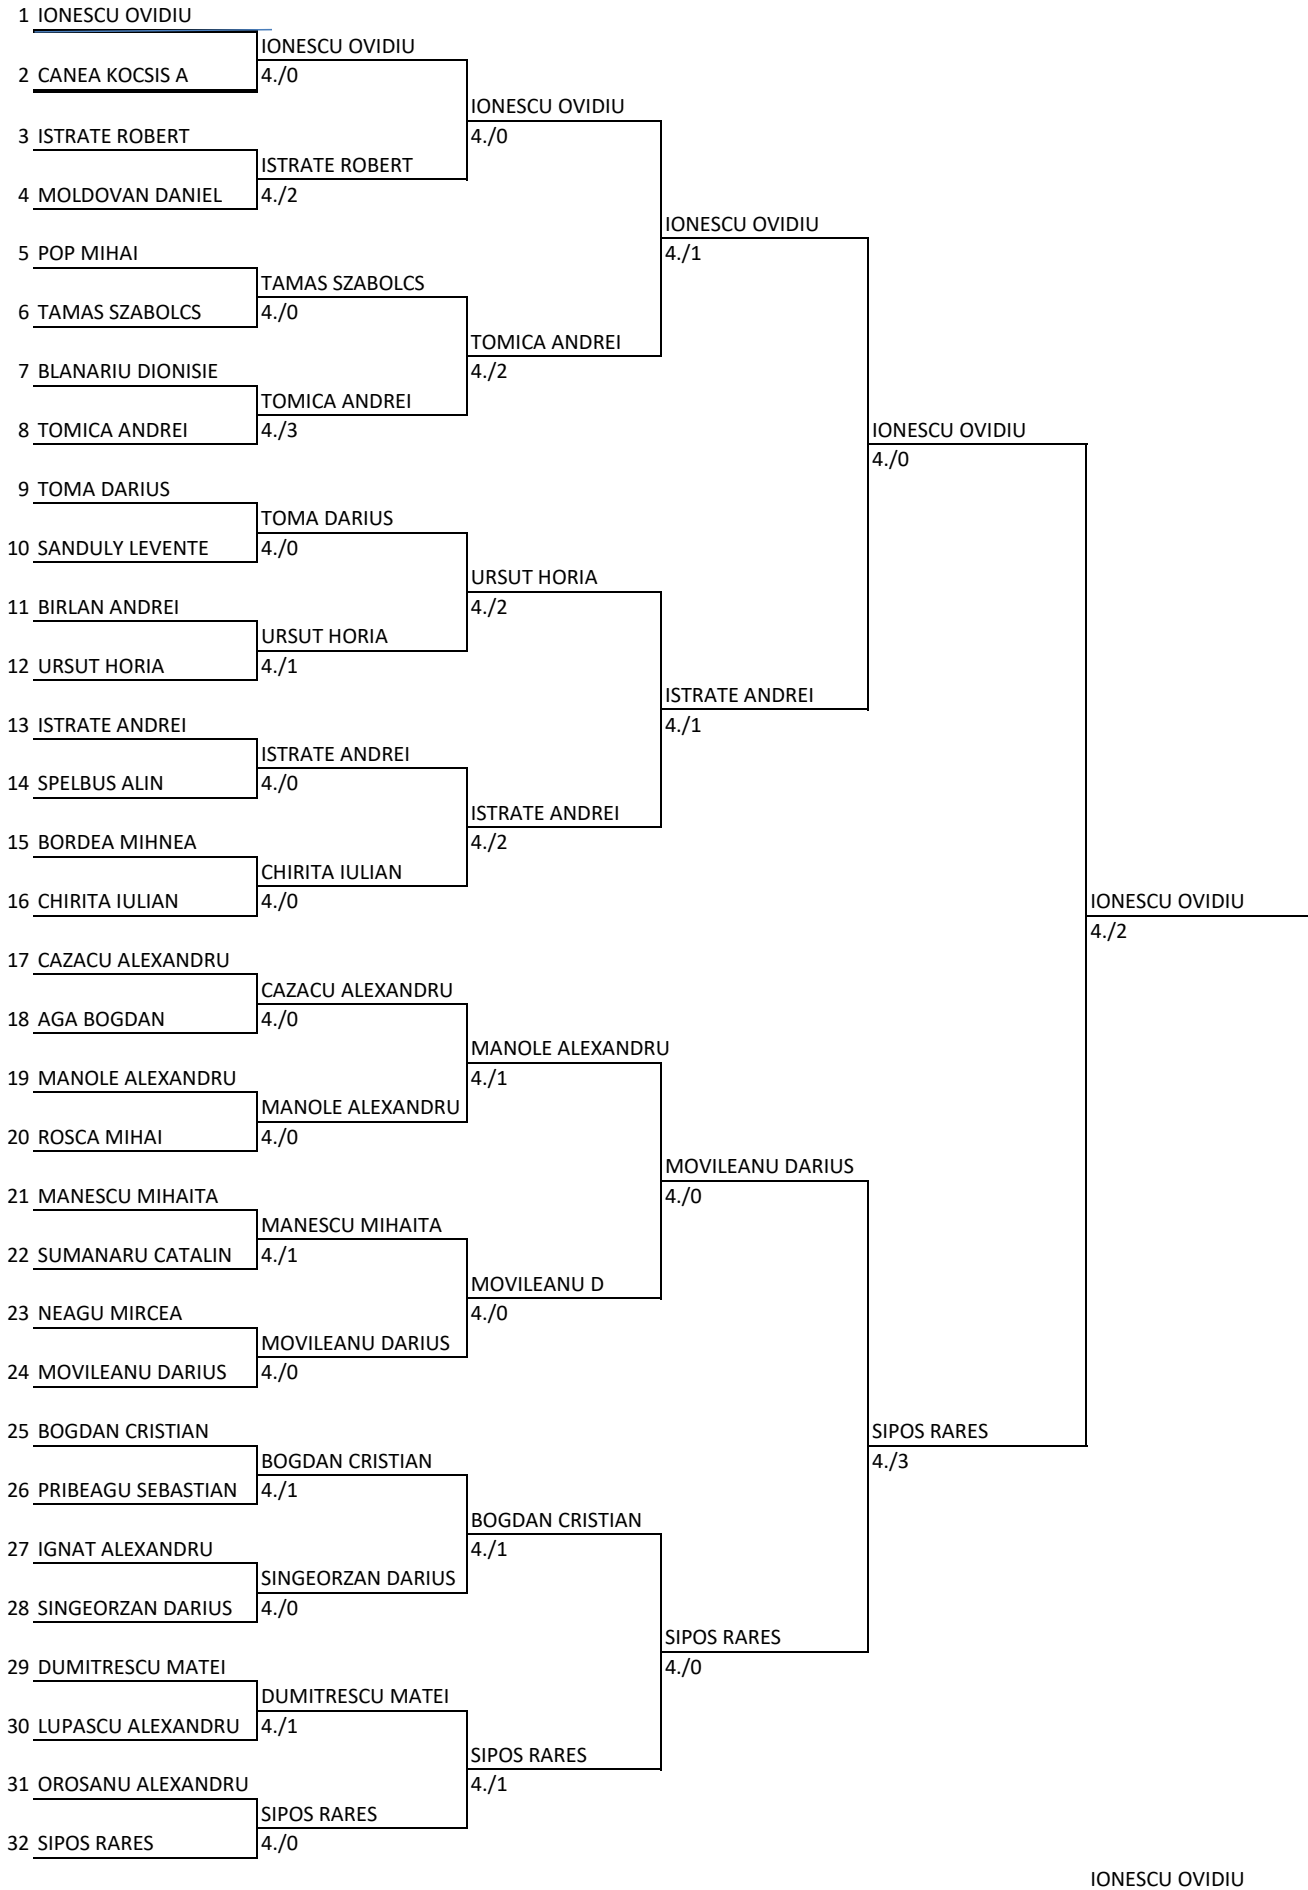 1 IONESCU OVIDIU
IONESCU OVIDIU
2 CANEA KOCSIS A 4./0
IONESCU OVIDIU
3 ISTRATE ROBERT 4./0
ISTRATE ROBERT
4 MOLDOVAN DANIEL 4./2
IONESCU OVIDIU
5 POP MIHAI 4./1
TAMAS SZABOLCS
6 TAMAS SZABOLCS 4./0
TOMICA ANDREI
7 BLANARIU DIONISIE 4./2
TOMICA ANDREI
8 TOMICA ANDREI 4./3 IONESCU OVIDIU
4./0
9 TOMA DARIUS
TOMA DARIUS
10 SANDULY LEVENTE 4./0
URSUT HORIA
11 BIRLAN ANDREI 4./2
URSUT HORIA
12 URSUT HORIA 4./1
ISTRATE ANDREI
13 ISTRATE ANDREI 4./1
ISTRATE ANDREI
14 SPELBUS ALIN 4./0
ISTRATE ANDREI
15 BORDEA MIHNEA 4./2
CHIRITA IULIAN
16 CHIRITA IULIAN 4./0 IONESCU OVIDIU
4./2
17 CAZACU ALEXANDRU
CAZACU ALEXANDRU
18 AGA BOGDAN 4./0
MANOLE ALEXANDRU
19 MANOLE ALEXANDRU 4./1
MANOLE ALEXANDRU
20 ROSCA MIHAI 4./0
MOVILEANU DARIUS
21 MANESCU MIHAITA 4./0
MANESCU MIHAITA
22 SUMANARU CATALIN 4./1
MOVILEANU D
23 NEAGU MIRCEA 4./0
MOVILEANU DARIUS
24 MOVILEANU DARIUS 4./0
25 BOGDAN CRISTIAN SIPOS RARES
BOGDAN CRISTIAN 4./3
26 PRIBEAGU SEBASTIAN 4./1
BOGDAN CRISTIAN
27 IGNAT ALEXANDRU 4./1
SINGEORZAN DARIUS
28 SINGEORZAN DARIUS 4./0
SIPOS RARES
29 DUMITRESCU MATEI 4./0
DUMITRESCU MATEI
30 LUPASCU ALEXANDRU 4./1
SIPOS RARES
31 OROSANU ALEXANDRU 4./1
SIPOS RARES
32 SIPOS RARES 4./0
IONESCU OVIDIU